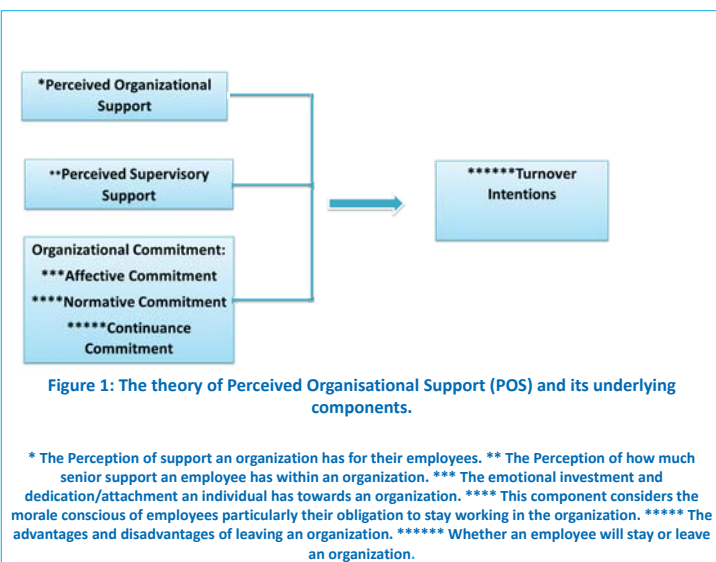 *Perceived Organizational
Support
**Perceived Supervisory
Support
Organizational Commitment:
***Affective Commitment
****Normative Commitment
*****Continuance
Commitment
******Turnover
Intentions
Figure 1: The theory of Perceived Organisational Support (POS) and its underlying
components.
* The Perception of support an organization has for their employees. ** The Perception of how much
senior support an employee has within an organization. *** The emotional investment and
dedication/attachment an individual has towards an organization. **** This component considers the
morale conscious of employees particularly their obligation to stay working in the organization. ***** The
advantages and disadvantages of leaving an organization. ****** Whether an employee will stay or leave
an organization.